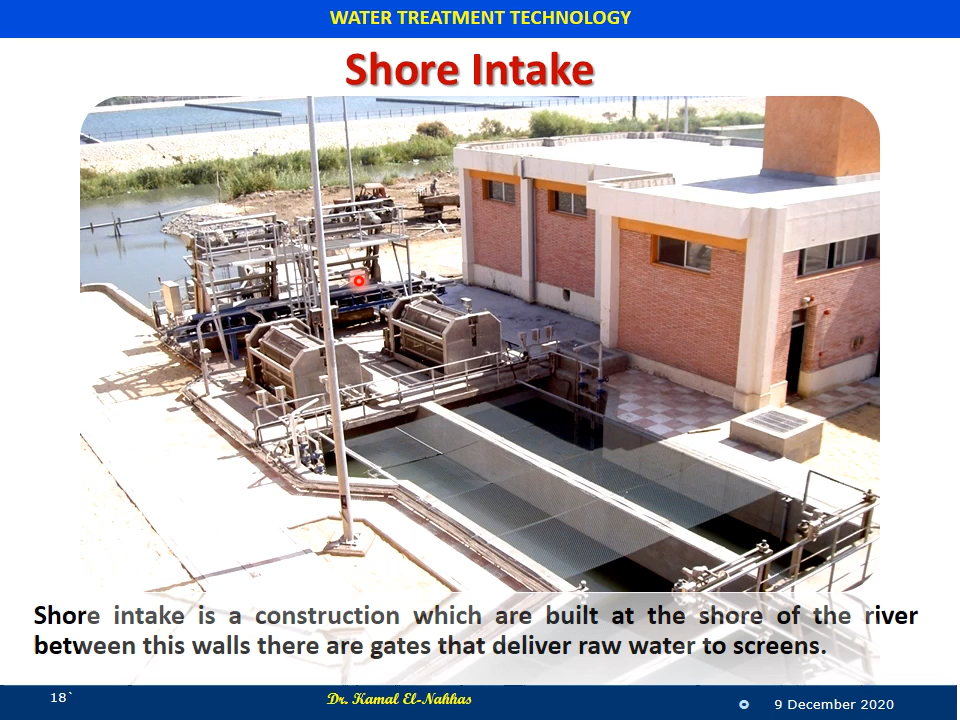 WATER TREATMENT TECHNOLOGY
Shore Intake
Shore intake is a construction which are built at the shore of the river
between this walls there are gates that deliver raw water to screens.
18`
Dr. Kamal El-Nahhas
9 December 2020